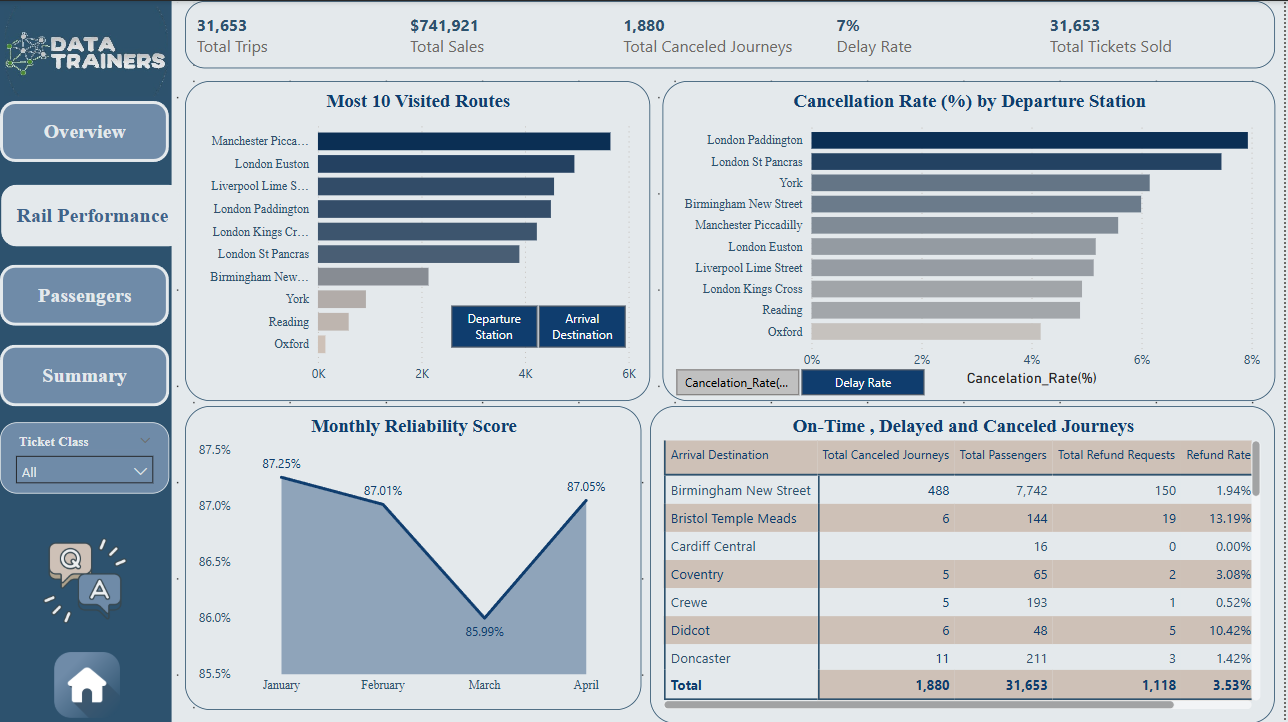 DATA
TRAINERS
Overview
Rail Performance
Passengers
Summary
Ticket Class
All
Q
A
31,653
Total Trips
$741,921
Total Sales
1,880
Total Canceled Journeys
7%
Delay Rate
31,653
Total Tickets Sold
Most 10 Visited Routes
Manchester Picca...
London Euston
Liverpool Lime S...
London Paddington
London Kings Cr...
London St Pancras
Birmingham New...
York
Reading
Oxford
0K 2K 4K 6K
Departure
Station
Arrival
Destination
Cancellation Rate (%) by Departure Station
London Paddington
London St Pancras
York
Birmingham New Street
Manchester Piccadilly
London Euston
Liverpool Lime Street
London Kings Cross
Reading
Oxford
0% 2% 4% 6% 8%
Cancelation_Rate(%)
Cancelation_Rate(...
Delay Rate
Monthly Reliability Score
87.5%
87.0%
86.5%
86.0%
85.5%
87.25%
87.01%
85.99%
87.05%
January February March April
On-Time , Delayed and Canceled Journeys
Arrival Destination Total Canceled Journeys Total Passengers Total Refund Requests Refund Rate
Birmingham New Street 488 7,742 150 1.94%
Bristol Temple Meads 6 144 19 13.19%
Cardiff Central 16 0 0.00%
Coventry 5 65 2 3.08%
Crewe 5 193 1 0.52%
Didcot 6 48 5 10.42%
Doncaster 11 211 3 1.42%
Total 1,880 31,653 1,118 3.53%